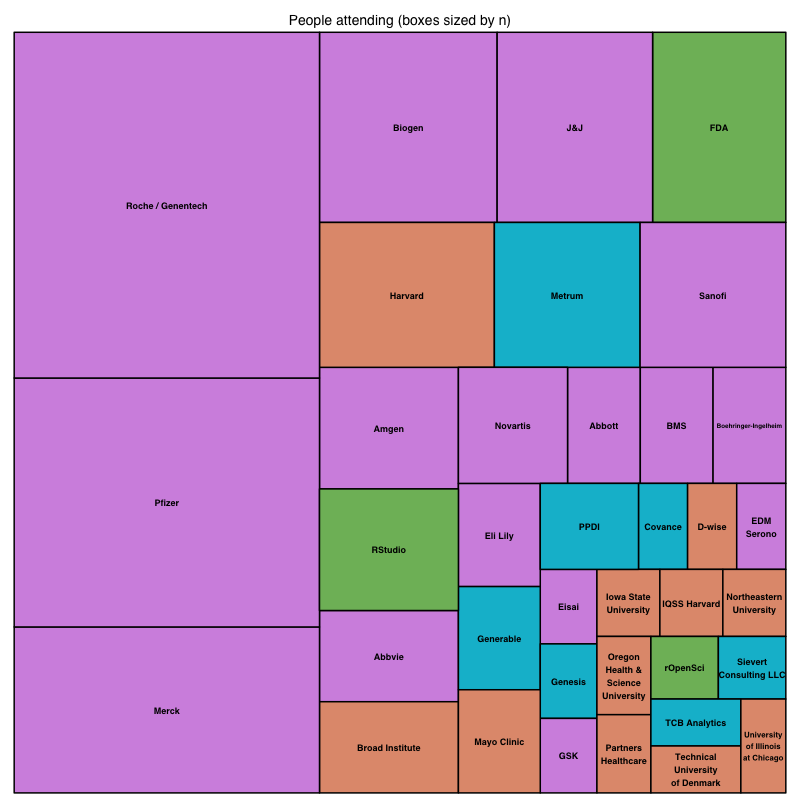 People attending (boxes sized by n)
Roche / Genentech
Pfizer
Merck
Biogen
J&J
FDA
Harvard
Metrum
Sanofi
Amgen
RStudio
Abbvie
Broad Institute
Novartis
Abbott
BMS
Boehringer-Ingelheim
Eli Lily
Generable
Mayo Clinic
PPDI
Covance
D-wise
EDM
Serono
Eisai
Genesis
GSK
Iowa State
University
IQSS Harvard
Northeastern
University
Oregon
Health &
Science
University
Partners
Healthcare
rOpenSci
Sievert
Consulting LLC
TCB Analytics
Technical
University
of Denmark
University
of Illinois
at Chicago